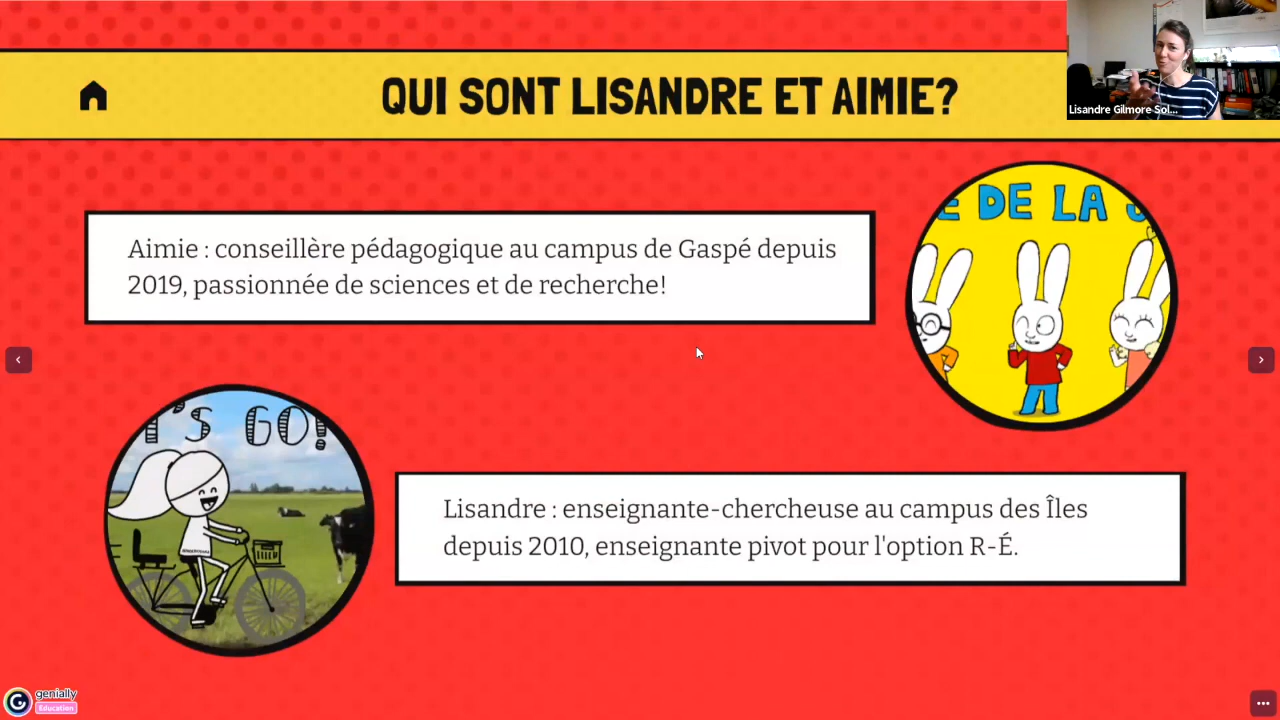 QUI SONT LISANDRE ET AIMIE?
Lisandre Gilmore Sol...
DE LA
Aimie : conseillère pédagogique au campus de Gaspé depuis
2019, passionnée de sciences et de recherche!
'S GO!
Lisandre : enseignante-chercheuse au campus des Îles
depuis 2010, enseignante pivot pour l'option R-É.
genially
Education